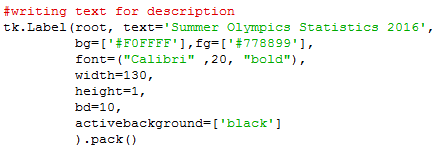 #writing text for description
tk.Label(root, text='Summer Olympics Statistics 2016',
bg=['#F0FFFF'],fg=['#778899'],
font=("Calibri" ,20, "bold"),
width=130,
height=1,
bd=10,
activebackground=['black']
).pack()